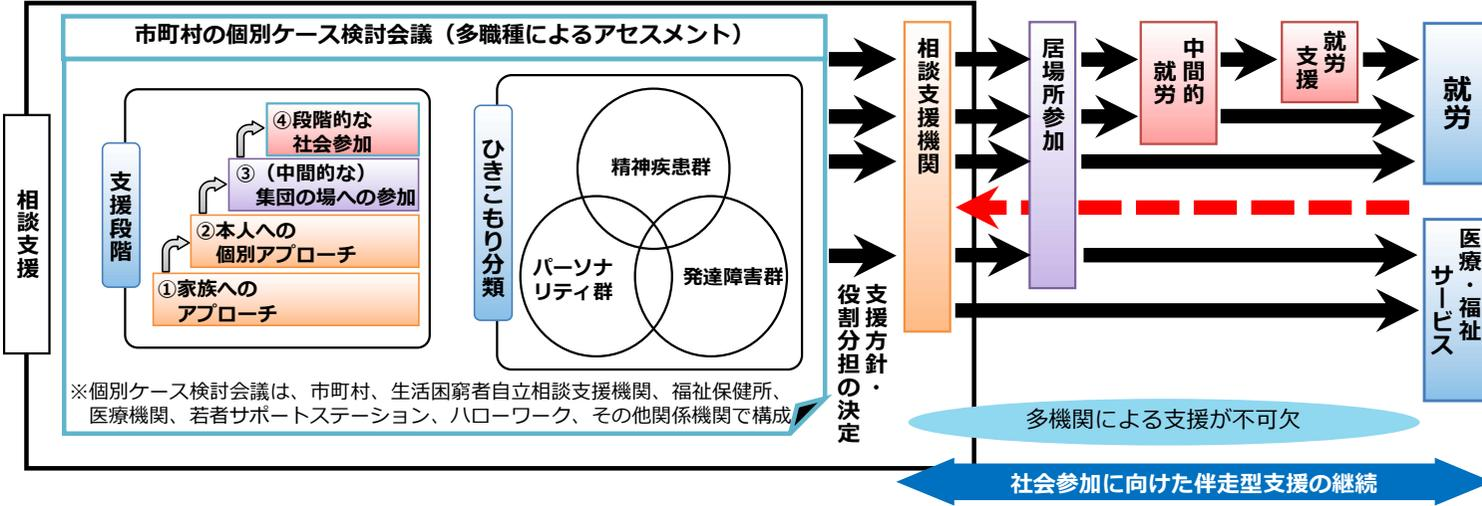 市町村の個別ケース検討会議（多職種によるアセスメント）
相談支援
支援段階
④段階的な
社会参加
③（中間的な）
集団の場への参加
②本人への
個別アプローチ
①家族への
アプローチ
ひきこもり分類
精神疾患群
パーソナ
リティ群
発達障害群
※個別ケース検討会議は、市町村、生活困窮者自立相談支援機関、福祉保健所、
医療機関、若者サポートステーション、ハローワーク、その他関係機関で構成
支援方針・
役割分担の決定
相談支援機関
居場所参加
中間的
就労
就労
支援
就労
医療・福祉
サービス
多機関による支援が不可欠
社会参加に向けた伴走型支援の継続